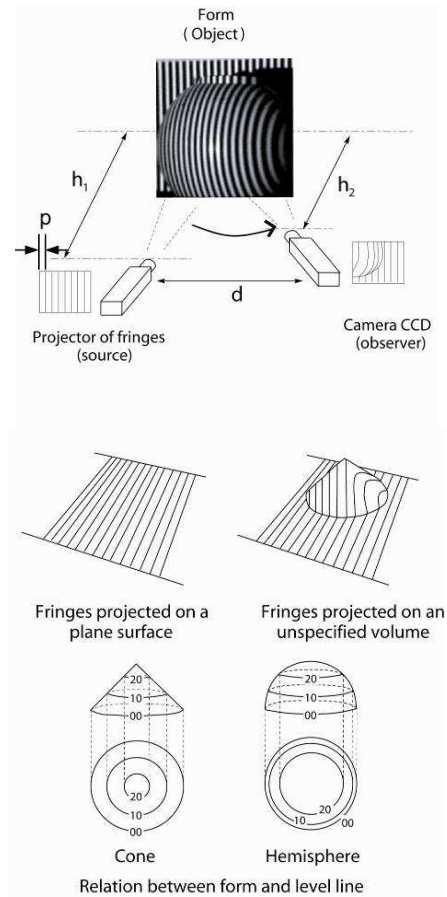 Form
( Object)
h₁
h₂
p
d
Projector of fringes
(source)
Camera CCD
(observer)
Fringes projected on a
plane surface
Fringes projected on an
unspecified volume
20
10
00
20
10
00
20
10
00
20
10
00
Cone
Hemisphere
Relation between form and level line